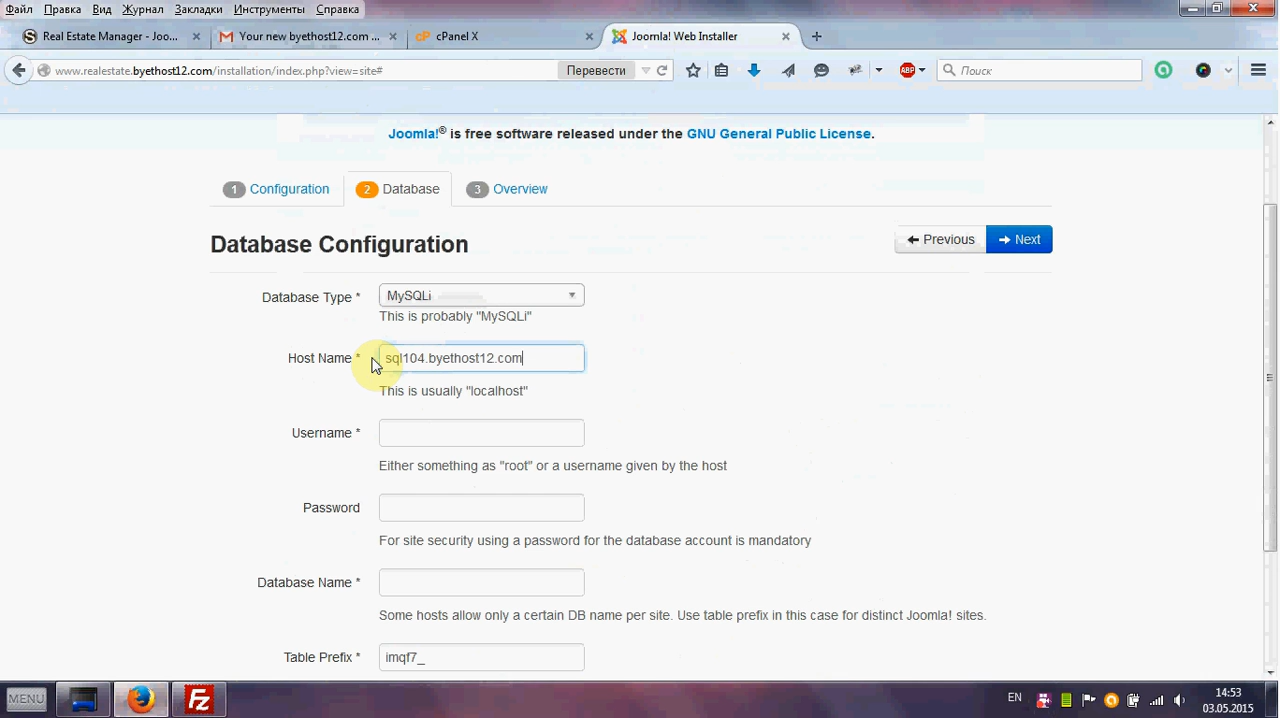 Файл Правка Вид Журнал Закладки Инструменты Справка
Real Estate Manager - Joo... Your new byethost12.com ... cPanel X Joomla! Web Installer
www.realestate.byethost12.com/installation/index.php?view=site# Перевести ABP Поиск
Joomla!® is free software released under the GNU General Public License.
1 Configuration 2 Database 3 Overview
Database Configuration Previous Next
Database Type * MySQLi
This is probably "MySQLi"
Host Name * sql104.byethost12.com
This is usually "localhost"
Username *
Either something as "root" or a username given by the host
Password
For site security using a password for the database account is mandatory
Database Name *
Some hosts allow only a certain DB name per site. Use table prefix in this case for distinct Joomla! sites.
Table Prefix * imqf7_
MENU EN 14:53
03.05.2015